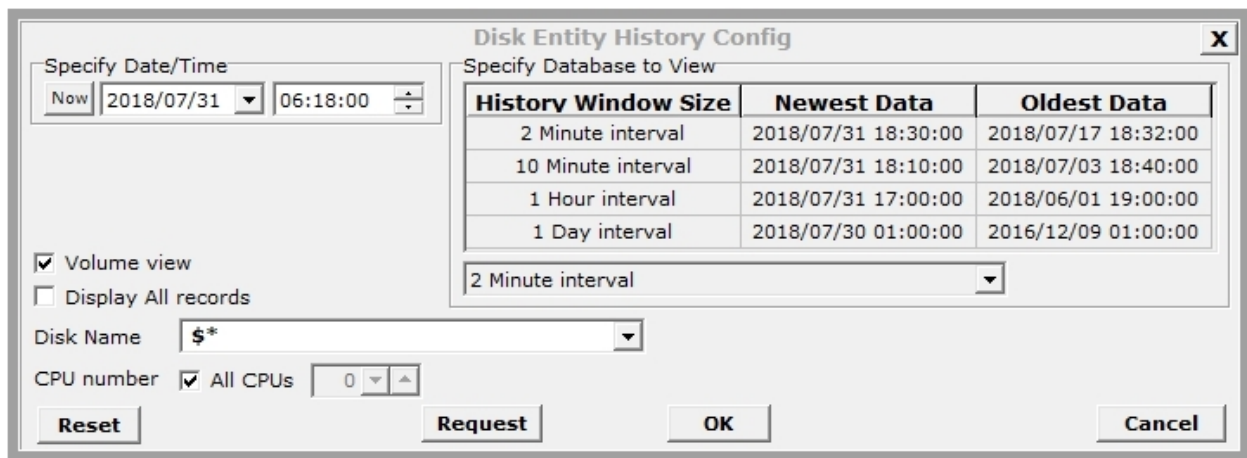 Disk Entity History Config
X
Specify Date/Time
Now 2018/07/31 06:18:00
Specify Database to View
History Window Size Newest Data Oldest Data
2 Minute interval 2018/07/31 18:30:00 2018/07/17 18:32:00
10 Minute interval 2018/07/31 18:10:00 2018/07/03 18:40:00
1 Hour interval 2018/07/31 17:00:00 2018/06/01 19:00:00
1 Day interval 2018/07/30 01:00:00 2016/12/09 01:00:00
2 Minute interval
Volume view
Display All records
Disk Name $*
CPU number All CPUs 0
Reset Request OK Cancel